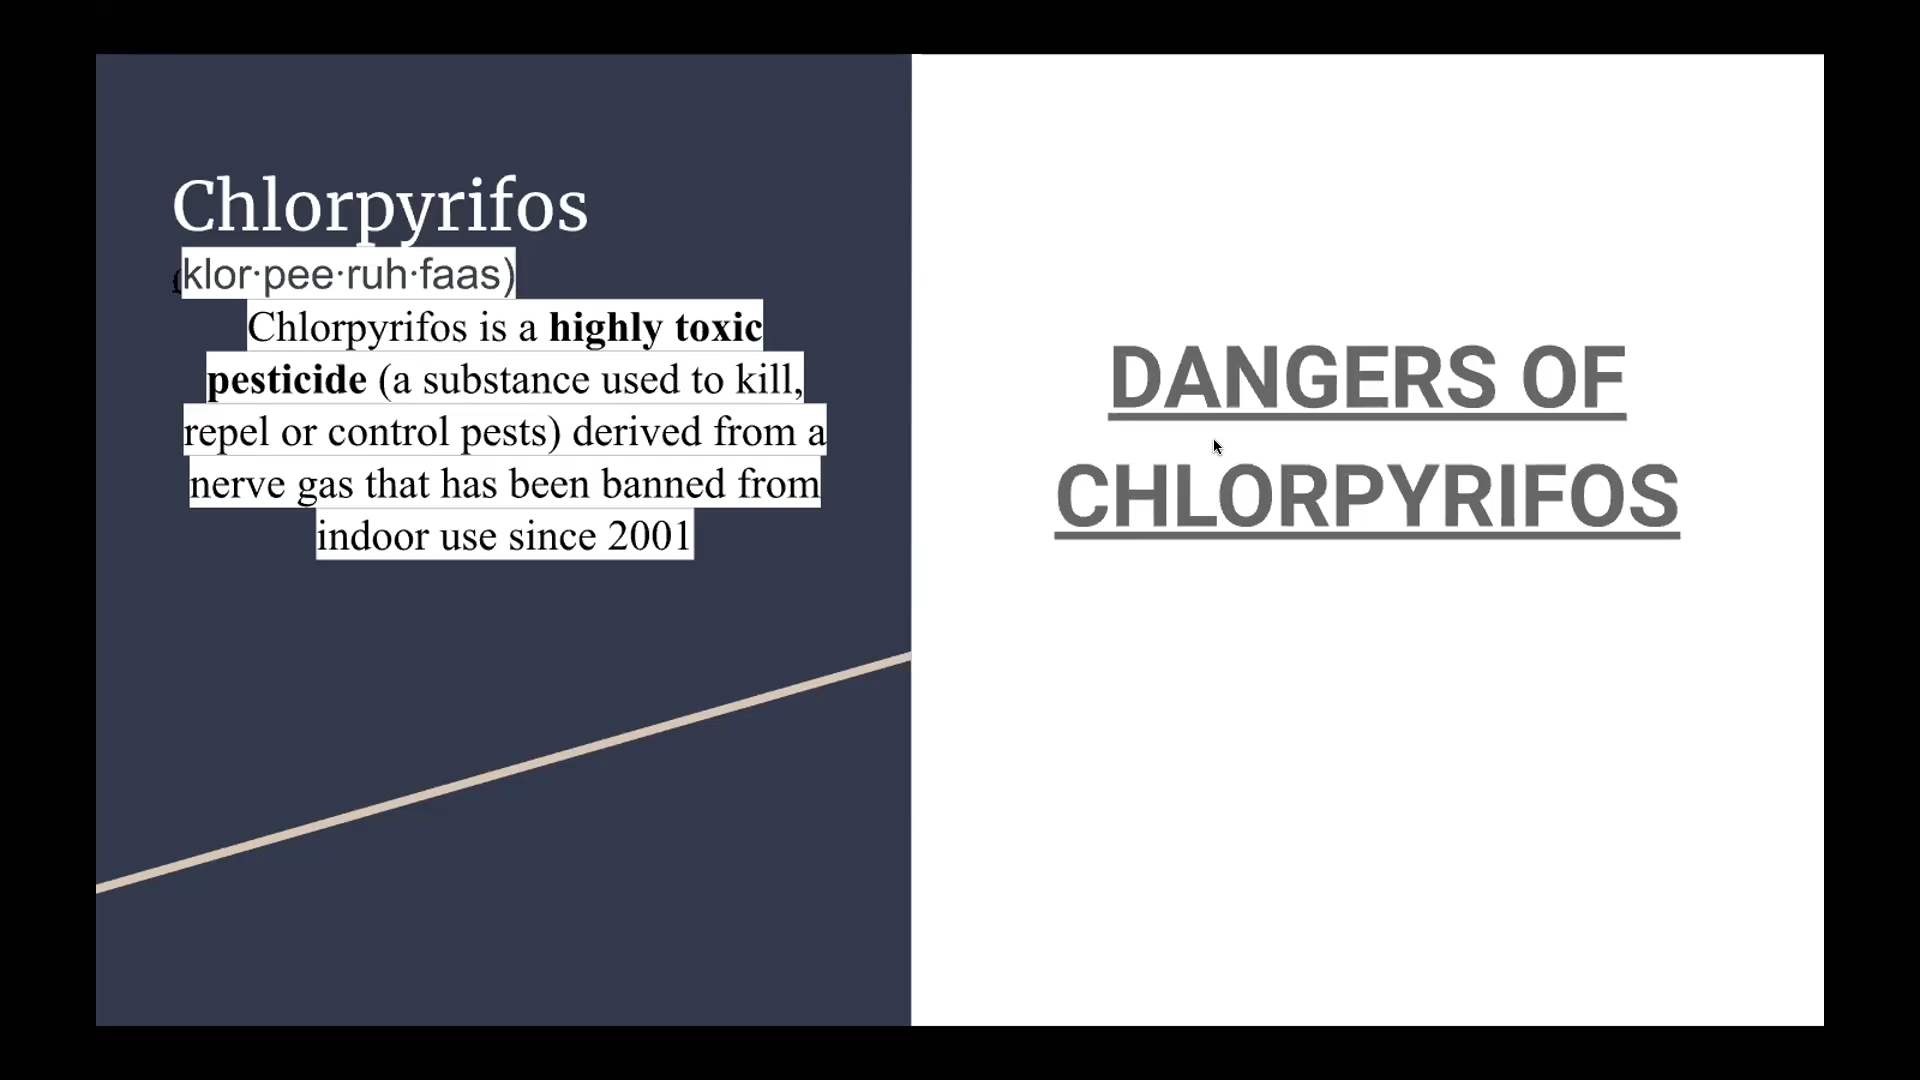 Chlorpyrifos
(klor·pee·ruh·faas)
Chlorpyrifos is a highly toxic
pesticide (a substance used to kill,
repel or control pests) derived from a
nerve gas that has been banned from
indoor use since 2001
DANGERS OF
CHLORPYRIFOS